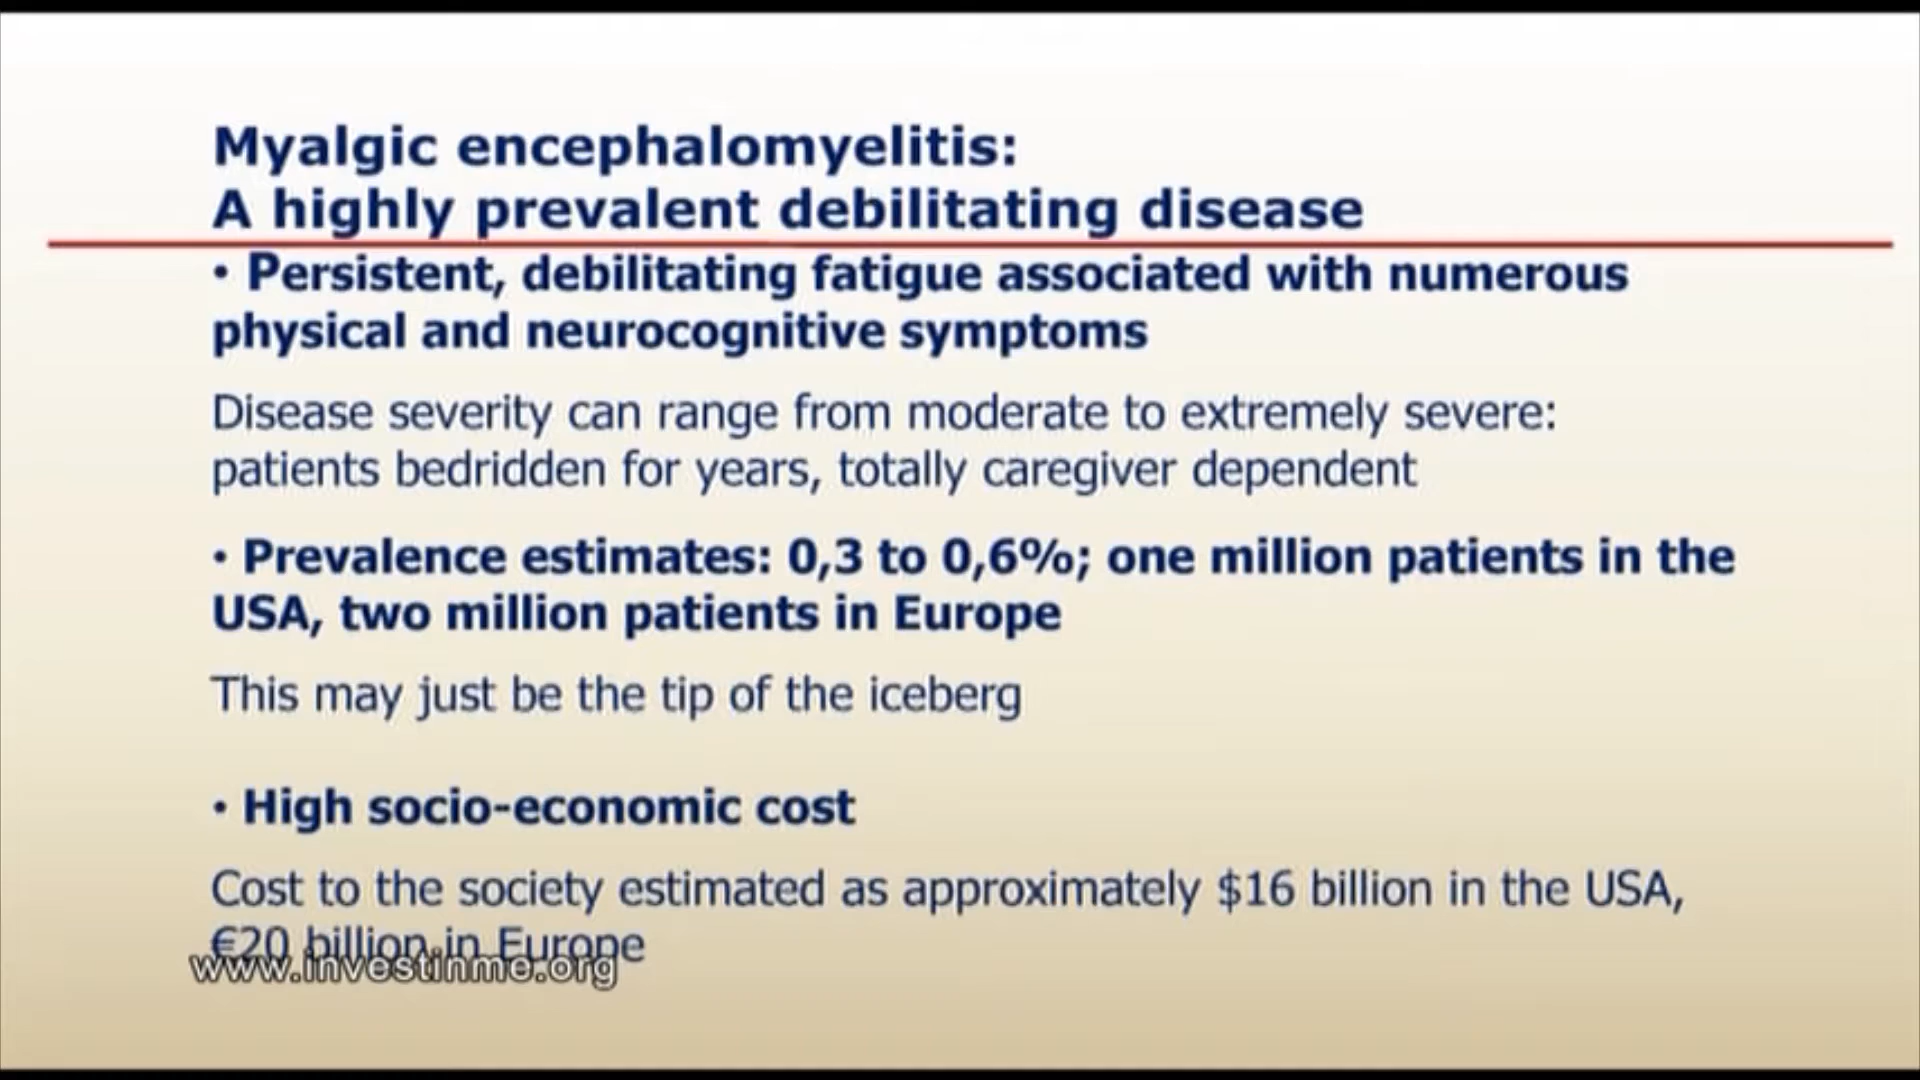 Myalgic encephalomyelitis:
A highly prevalent debilitating disease
• Persistent, debilitating fatigue associated with numerous
physical and neurocognitive symptoms
Disease severity can range from moderate to extremely severe:
patients bedridden for years, totally caregiver dependent
• Prevalence estimates: 0,3 to 0,6%; one million patients in the
USA, two million patients in Europe
This may just be the tip of the iceberg
• High socio-economic cost
Cost to the society estimated as approximately $16 billion in the USA,
€20 billion in Europe
www.investinme.org